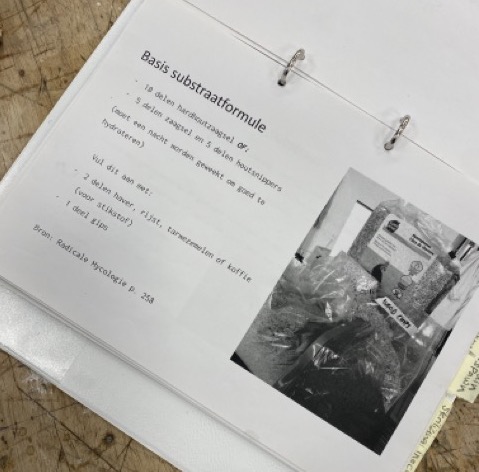 Basis substraatformule
- 10 delen hardhoutzaagsel OF;
- 5 delen zaagsel en 5 delen houtsnippers
(moet een nacht worden geweekt om goed te
hydrateren)
Vul dit aan met:
- 2 delen haver, rijst, tarwezemelen of koffie
(voor stikstof)
- 1 deel gips
Bron: Radicale Mycologie p. 258